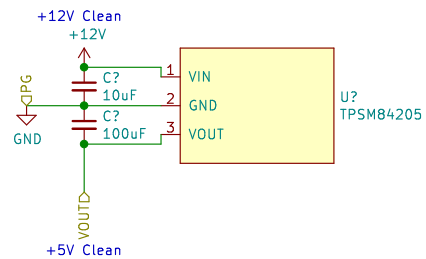 +12V Clean
+12V
C?
10uF
PG
GND
C?
100uF
1 VIN
2 GND
3 VOUT
U?
TPSM84205
VOUT
+5V Clean